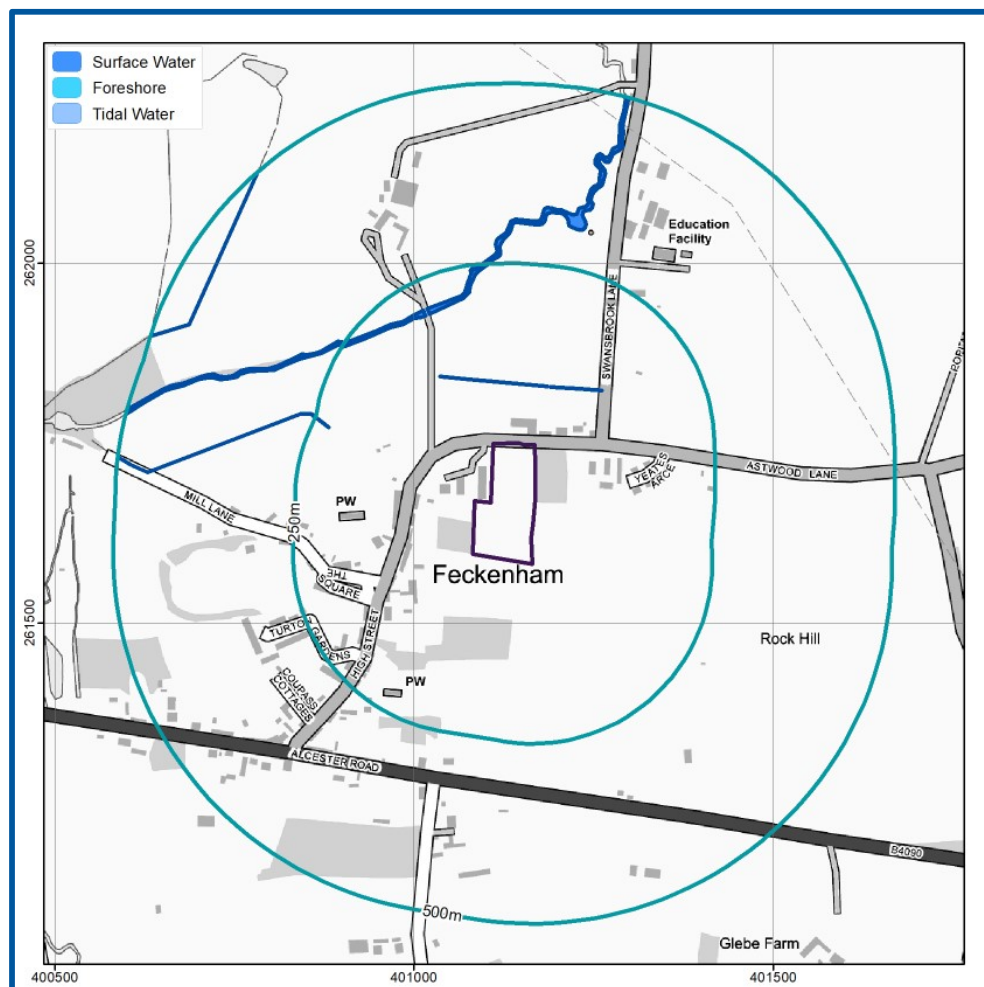 Surface Water
Foreshore
Tidal Water
Education
Facility
SWANSBROOK LANE
262000
YEATES
ARCE
ASTWOOD LANE
MILL LANE
250m
PW
THE
SQUARE
Feckenham
261500
TURTON
GARDENS
HIGH STREET
Rock Hill
PW
COUPASS
COTTAGES
ALCESTER ROAD
B4090
500m
Glebe Farm
400500
401000
401500